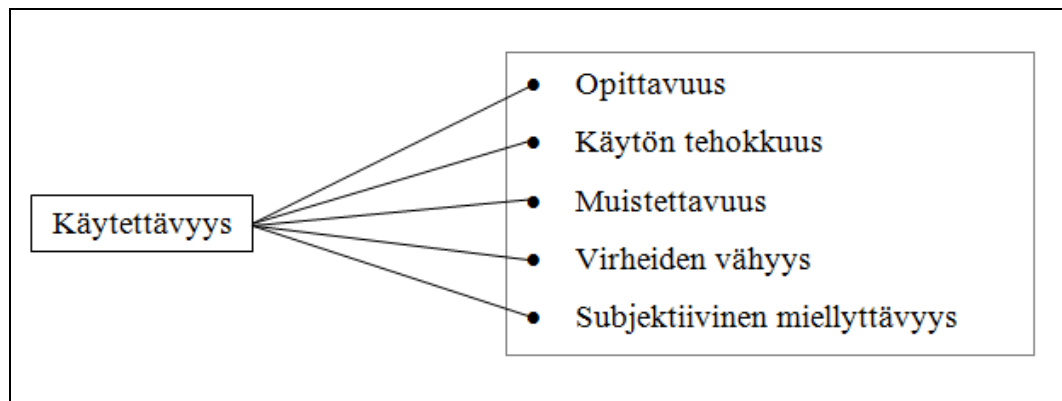 Käytettävyys
Opittavuus
Käytön tehokkuus
Muistettavuus
Virheiden vähyys
Subjektiivinen miellyttävyys